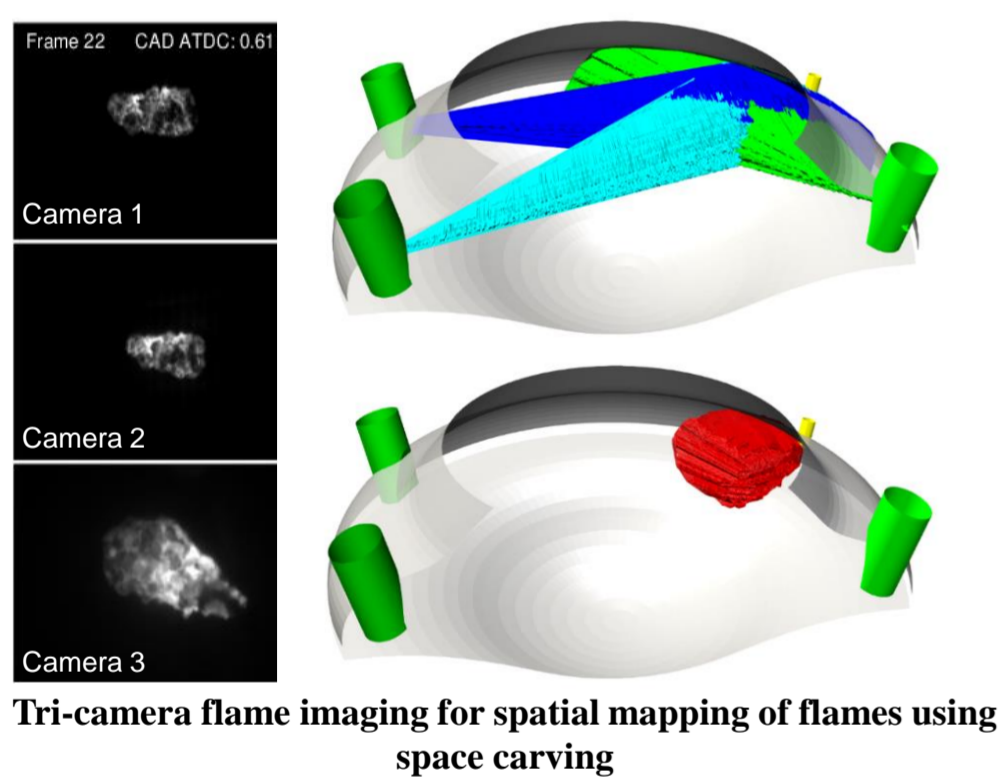 Frame 22 CAD ATDC: 0.61
Camera 1
Camera 2
Camera 3
Tri-camera flame imaging for spatial mapping of flames using
space carving